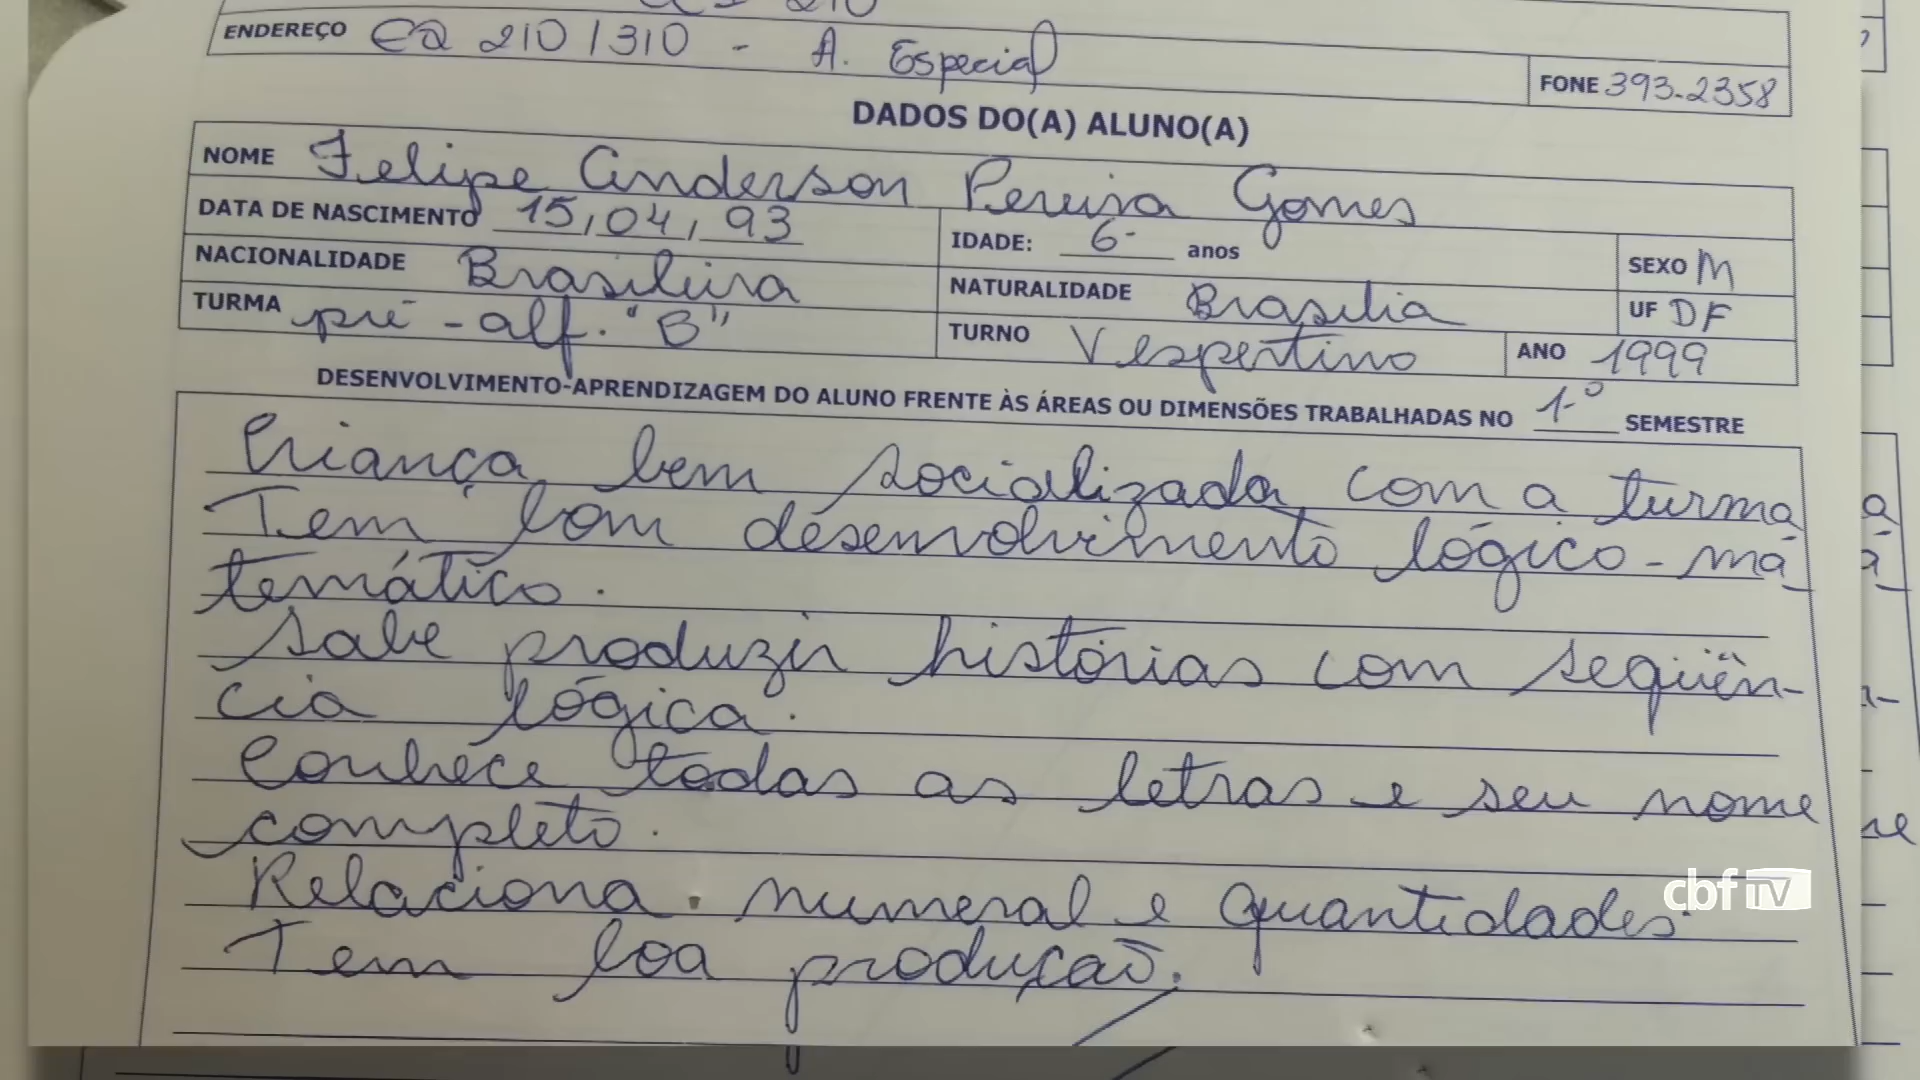 ENDEREÇO EQ 210/310 - A. Especial
FONE 393-2358
DADOS DO(A) ALUNO(A)
NOME Felipe Anderson Pereira Gomes
DATA DE NASCIMENTO 15,04,93 IDADE: 6 anos SEXO M
NACIONALIDADE Brasileira NATURALIDADE Brasilia UF DF
TURMA pré-alf. "B" TURNO Vespertino ANO 1999
DESENVOLVIMENTO-APRENDIZAGEM DO ALUNO FRENTE ÀS ÁREAS OU DIMENSÕES TRABALHADAS NO 1º SEMESTRE
Criança bem socializada com a turma
Tem bom desenvolvimento lógico-má-
temático.
Sabe produzir histórias com seqüên-
cia lógica.
Conhece todas as letras e seu nome
completo.
Relaciona numeral e quantidades.
Tem boa produção.
cbf TV